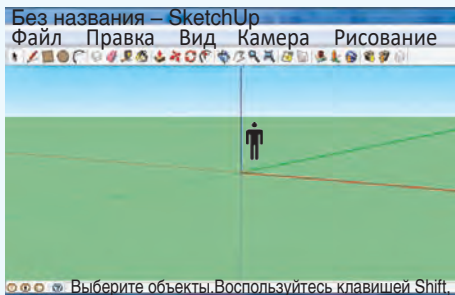 Без названия – SketchUp
Файл Правка Вид Камера Рисование
Выберите объекты.Воспользуйтесь клавишей Shift,